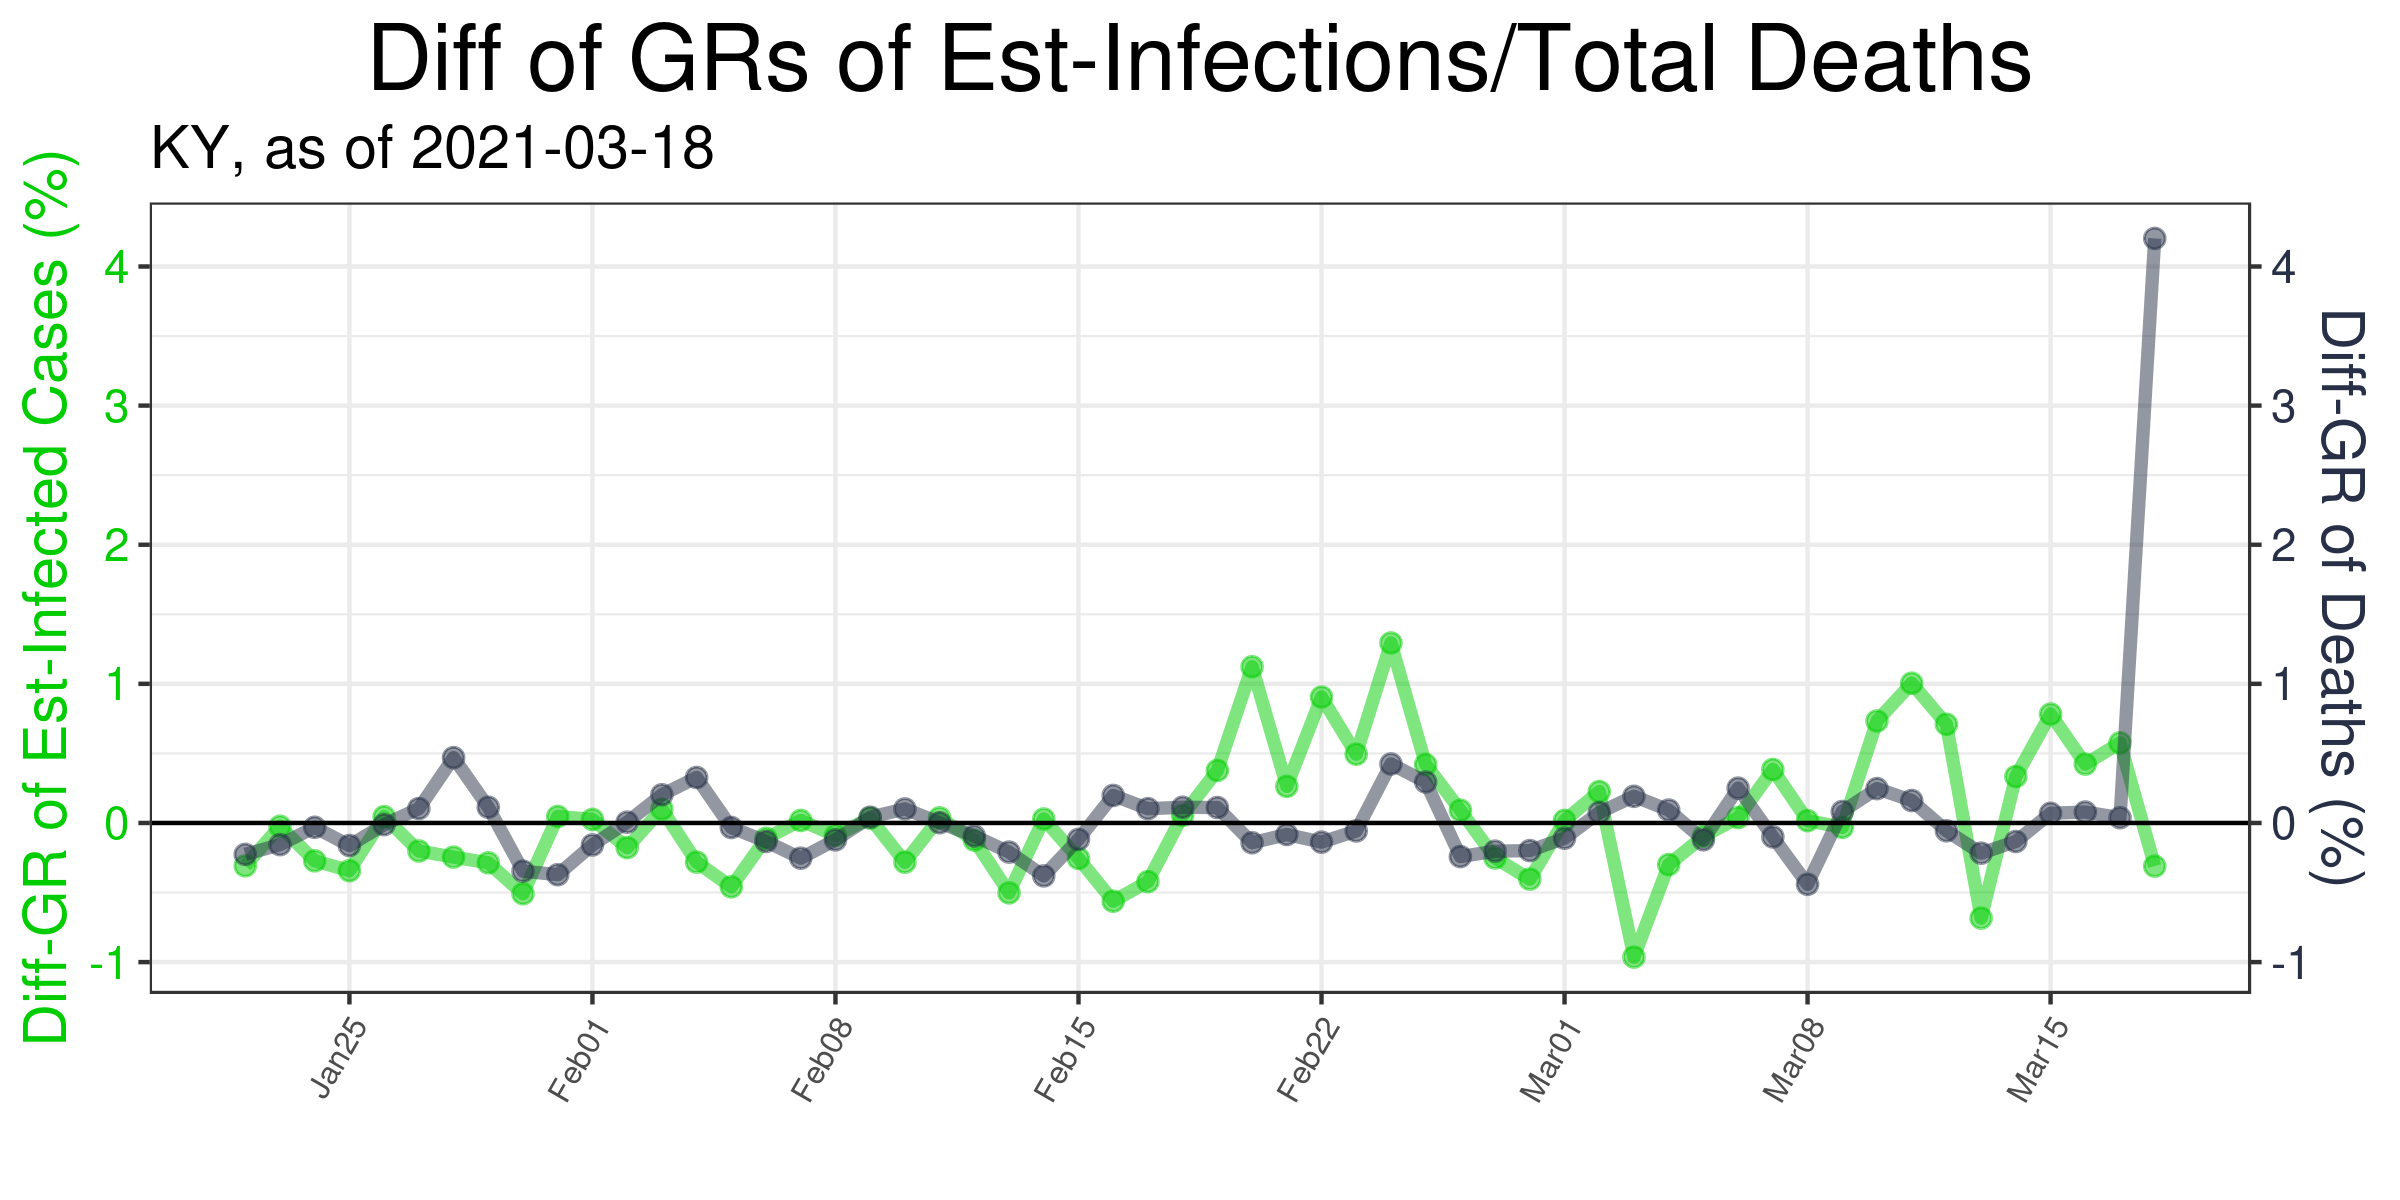 Diff of GRs of Est-Infections/Total Deaths
KY, as of 2021-03-18
Diff-GR of Est-Infected Cases (%)
4
3
2
1
0
-1
4
3
2
1
0
-1
Diff-GR of Deaths (%)
Jan25
Feb01
Feb08
Feb15
Feb22
Mar01
Mar08
Mar15